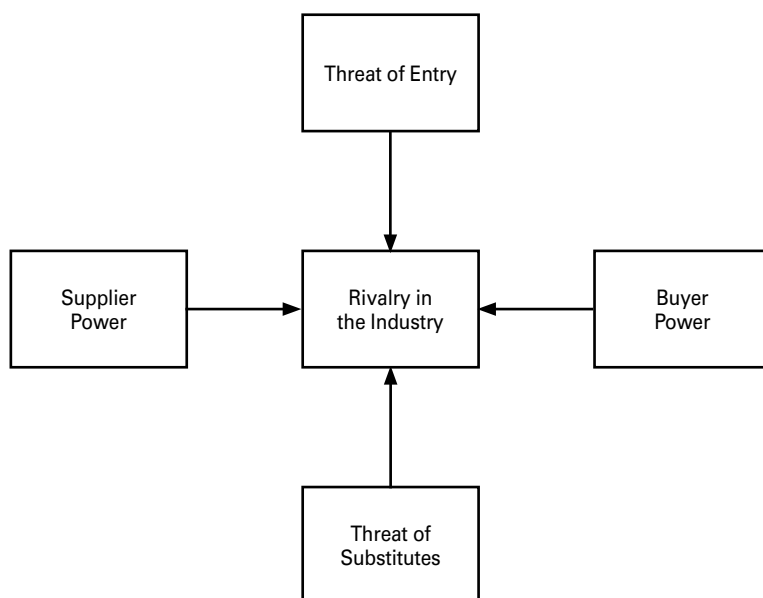 Threat of Entry
Supplier
Power
Rivalry in
the Industry
Buyer
Power
Threat of
Substitutes